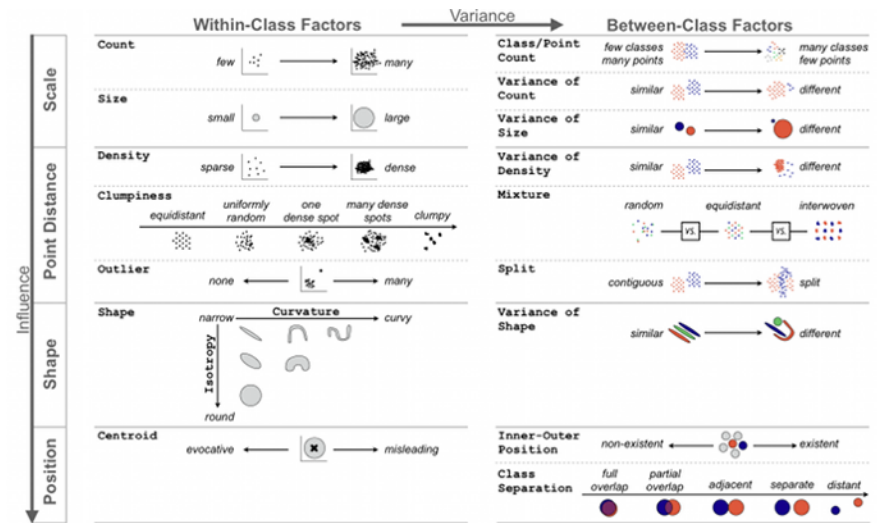 Variance
Within-Class Factors
Between-Class Factors
Influence
Scale
Count
few
many
Size
small
large
Class/Point
Count
few classes
many points
many classes
few points
Variance of
Count
similar
different
Variance of
Size
similar
different
Point Distance
Density
sparse
dense
Clumpiness
equidistant
uniformly
random
one
dense spot
many dense
spots
clumpy
Outlier
none
many
Variance of
Density
similar
different
Mixture
random
equidistant
interwoven
vs.
vs.
Split
contiguous
split
Shape
Shape
narrow
Curvature
curvy
Isotropy
round
Variance of
Shape
similar
different
Position
Centroid
evocative
misleading
Inner-Outer
Position
non-existent
existent
Class
Separation
full
overlap
partial
overlap
adjacent
separate
distant